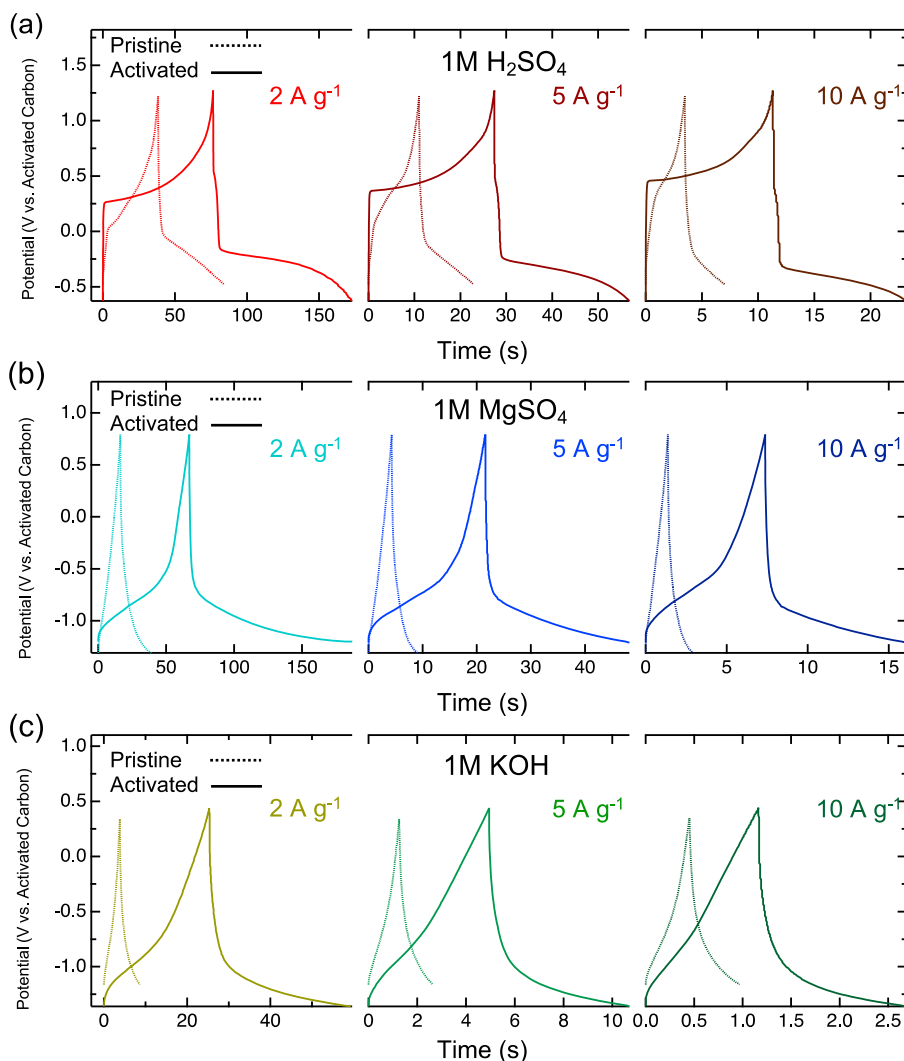 (a)
Pristine
Activated
1M H₂SO₄
2 A g⁻¹
5 A g⁻¹
10 A g⁻¹
Potential (V vs. Activated Carbon)
1.5
1.0
0.5
0.0
-0.5
0 50 100 150
0 10 20 30 40 50
0 5 10 15 20
Time (s)
(b)
Pristine
Activated
1M MgSO₄
2 A g⁻¹
5 A g⁻¹
10 A g⁻¹
Potential (V vs. Activated Carbon)
1.0
0.5
0.0
-0.5
-1.0
0 50 100 150
0 10 20 30 40
0 5 10 15
Time (s)
(c)
Pristine
Activated
1M KOH
2 A g⁻¹
5 A g⁻¹
10 A g⁻¹
Potential (V vs. Activated Carbon)
1.0
0.5
0.0
-0.5
-1.0
0 20 40
0 2 4 6 8 10
0.0 0.5 1.0 1.5 2.0 2.5
Time (s)